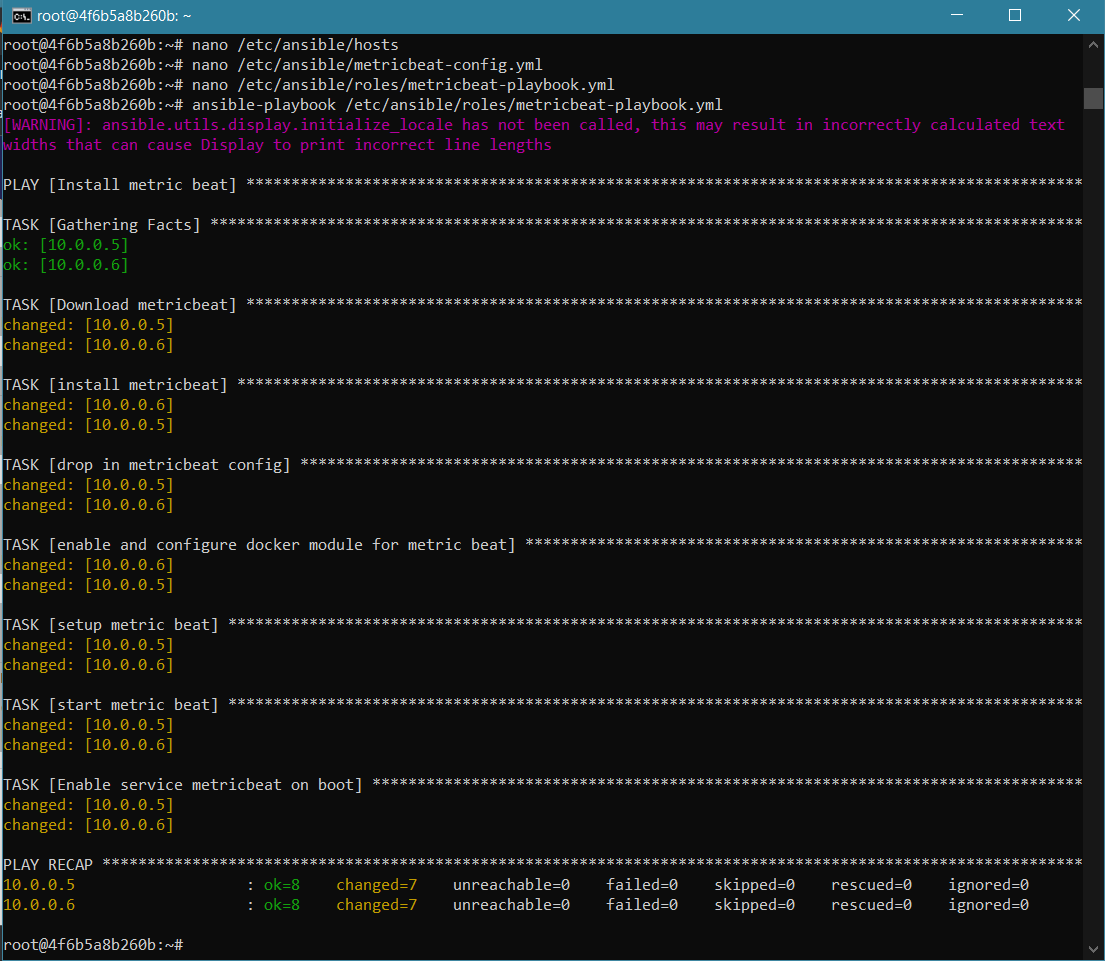 root@4f6b5a8b260b: ~
root@4f6b5a8b260b:~# nano /etc/ansible/hosts
root@4f6b5a8b260b:~# nano /etc/ansible/metricbeat-config.yml
root@4f6b5a8b260b:~# nano /etc/ansible/roles/metricbeat-playbook.yml
root@4f6b5a8b260b:~# ansible-playbook /etc/ansible/roles/metricbeat-playbook.yml
[WARNING]: ansible.utils.display.initialize_locale has not been called, this may result in incorrectly calculated text
widths that can cause Display to print incorrect line lengths
PLAY [Install metric beat] *********************************************************************************************
TASK [Gathering Facts] *************************************************************************************************
ok: [10.0.0.5]
ok: [10.0.0.6]
TASK [Download metricbeat] *********************************************************************************************
changed: [10.0.0.5]
changed: [10.0.0.6]
TASK [install metricbeat] **********************************************************************************************
changed: [10.0.0.6]
changed: [10.0.0.5]
TASK [drop in metricbeat config] ***************************************************************************************
changed: [10.0.0.5]
changed: [10.0.0.6]
TASK [enable and configure docker module for metric beat] **************************************************************
changed: [10.0.0.6]
changed: [10.0.0.5]
TASK [setup metric beat] ***********************************************************************************************
changed: [10.0.0.5]
changed: [10.0.0.6]
TASK [start metric beat] ***********************************************************************************************
changed: [10.0.0.5]
changed: [10.0.0.6]
TASK [Enable service metricbeat on boot] *******************************************************************************
changed: [10.0.0.5]
changed: [10.0.0.6]
PLAY RECAP *************************************************************************************************************
10.0.0.5                   : ok=8    changed=7    unreachable=0    failed=0    skipped=0    rescued=0    ignored=0
10.0.0.6                   : ok=8    changed=7    unreachable=0    failed=0    skipped=0    rescued=0    ignored=0
root@4f6b5a8b260b:~#